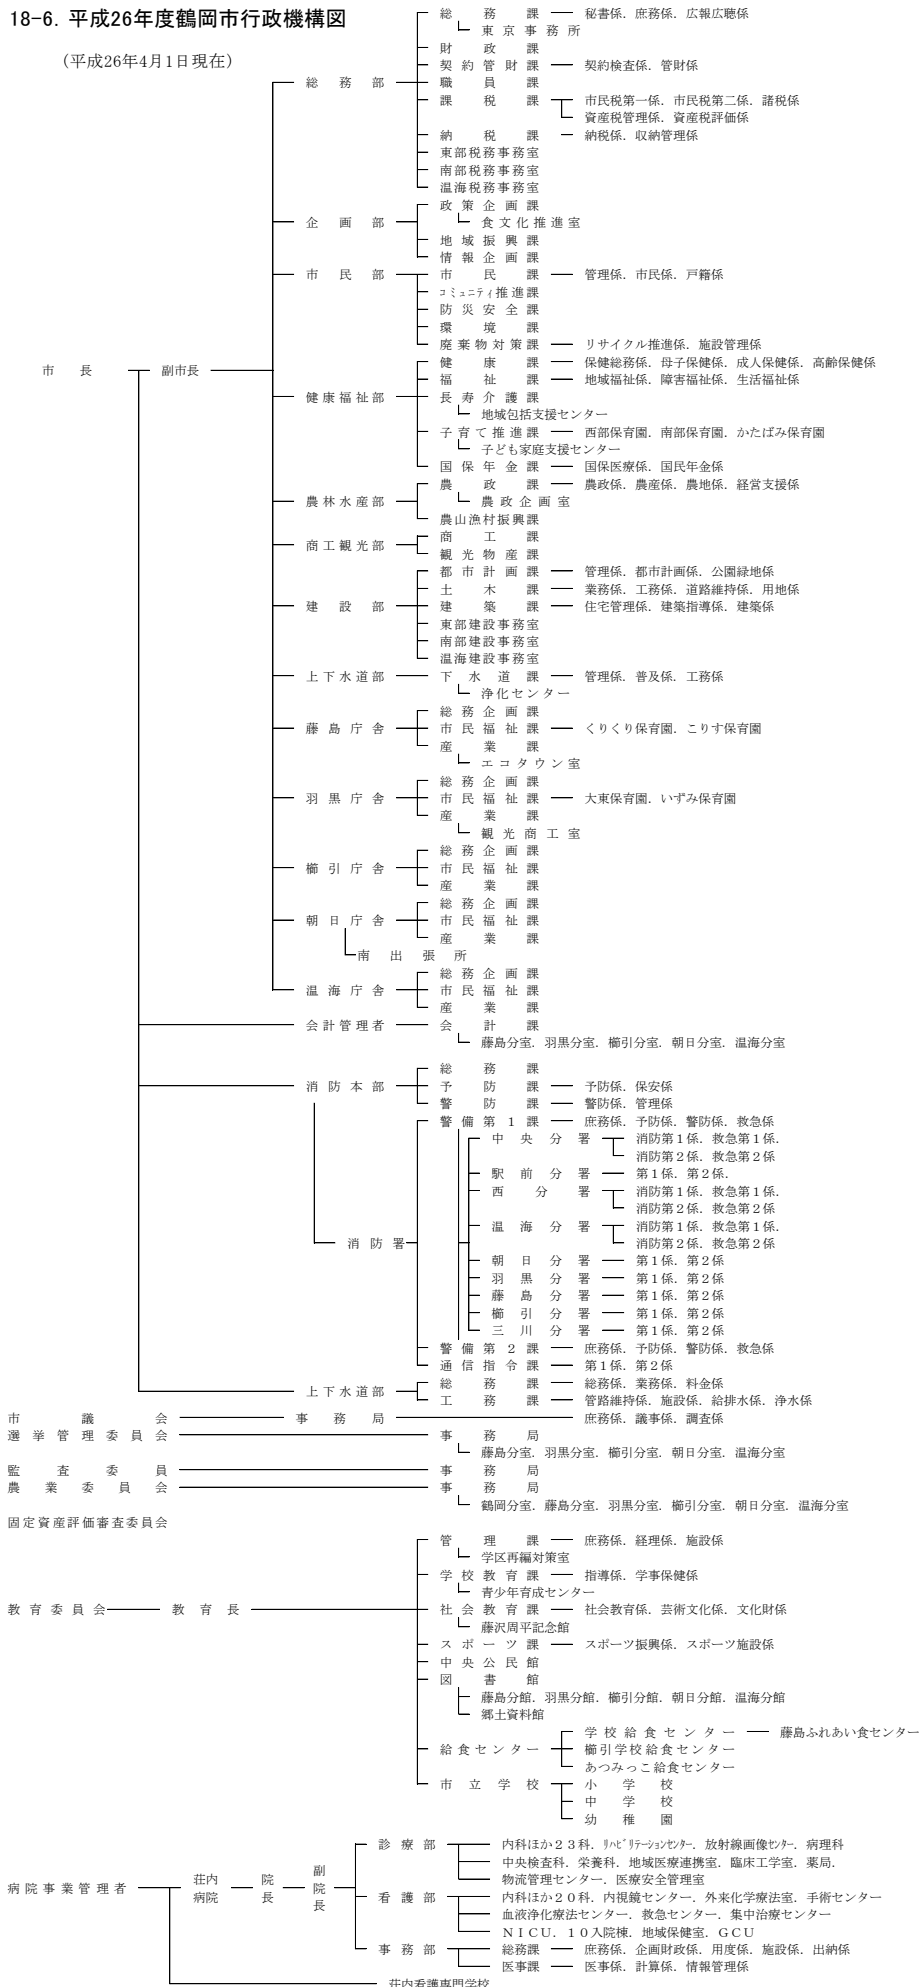 18-6. 平成26年度鶴岡市行政機構図
(平成26年4月1日現在)
総務課 秘書係．庶務係．広報広聴係
東京事務所
財政課
契約管財課 契約検査係．管財係
総務部 職員課
課税課 市民税第一係．市民税第二係．諸税係
資産税管理係．資産税評価係
納税課 納税係．収納管理係
東部税務事務室
南部税務事務室
温海税務事務室
政策企画課
企画部 食文化推進室
地域振興課
情報企画課
市民部 市民課 管理係．市民係．戸籍係
コミュニティ推進課
防災安全課
環境課
廃棄物対策課 リサイクル推進係．施設管理係
健康課 保健総務係．母子保健係．成人保健係．高齢保健係
市長 副市長 福祉課 地域福祉係．障害福祉係．生活福祉係
健康福祉部 長寿介護課
地域包括支援センター
子育て推進課 西部保育園．南部保育園．かたばみ保育園
子ども家庭支援センター
国保年金課 国保医療係．国民年金係
農政課 農政係．農産係．農地係．経営支援係
農林水産部 農政企画室
農山漁村振興課
商工観光部 商工課
観光物産課
都市計画課 管理係．都市計画係．公園緑地係
土木課 業務係．工務係．道路維持係．用地係
建設部 建築課 住宅管理係．建築指導係．建築係
東部建設事務室
南部建設事務室
温海建設事務室
上下水道部 下水道課 管理係．普及係．工務係
浄化センター
総務企画課
藤島庁舎 市民福祉課 くりくり保育園．こりす保育園
産業課
エコタウン室
総務企画課
羽黒庁舎 市民福祉課 大東保育園．いずみ保育園
産業課
観光商工室
総務企画課
櫛引庁舎 市民福祉課
産業課
総務企画課
朝日庁舎 市民福祉課
産業課
南出張所
総務企画課
温海庁舎 市民福祉課
産業課
会計管理者 会計課
藤島分室．羽黒分室．櫛引分室．朝日分室．温海分室
総務課
消防本部 予防課 予防係．保安係
警防課 警防係．管理係
警備第１課 庶務係．予防係．警防係．救急係
中央分署 消防第１係．救急第１係．
消防第２係．救急第２係
駅前分署 第１係．第２係．
西分署 消防第１係．救急第１係．
消防第２係．救急第２係
温海分署 消防第１係．救急第１係．
消防署 消防第２係．救急第２係
朝日分署 第１係．第２係
羽黒分署 第１係．第２係
藤島分署 第１係．第２係
櫛引分署 第１係．第２係
三川分署 第１係．第２係
警備第２課 庶務係．予防係．警防係．救急係
通信指令課 第１係．第２係
上下水道部 総務課 総務係．業務係．料金係
工務課 管路維持係．施設係．給排水係．浄水係
市議会 事務局 庶務係．議事係．調査係
選挙管理委員会 事務局
藤島分室．羽黒分室．櫛引分室．朝日分室．温海分室
監査委員 事務局
農業委員会 事務局
鶴岡分室．藤島分室．羽黒分室．櫛引分室．朝日分室．温海分室
固定資産評価審査委員会
管理課 庶務係．経理係．施設係
学区再編対策室
学校教育課 指導係．学事保健係
青少年育成センター
教育委員会 教育長 社会教育課 社会教育係．芸術文化係．文化財係
藤沢周平記念館
スポーツ課 スポーツ振興係．スポーツ施設係
中央公民館
図書館
藤島分館．羽黒分館．櫛引分館．朝日分館．温海分館
郷土資料館
学校給食センター 藤島ふれあい食センター
給食センター 櫛引学校給食センター
あつみっこ給食センター
市立学校 小学校
中学校
幼稚園
診療部 内科ほか２３科．ﾘﾊﾋﾞﾘﾃｰｼｮﾝｾﾝﾀｰ．放射線画像ｾﾝﾀｰ．病理科
中央検査科．栄養科．地域医療連携室．臨床工学室．薬局．
物流管理センター．医療安全管理室
病院事業管理者 荘内病院 院長 副院長 看護部 内科ほか２０科．内視鏡センター．外来化学療法室．手術センター
血液浄化療法センター．救急センター．集中治療センター
ＮＩＣＵ．１０入院棟．地域保健室．ＧＣＵ
事務部 総務課 庶務係．企画財政係．用度係．施設係．出納係
医事課 医事係．計算係．情報管理係
荘内看護専門学校